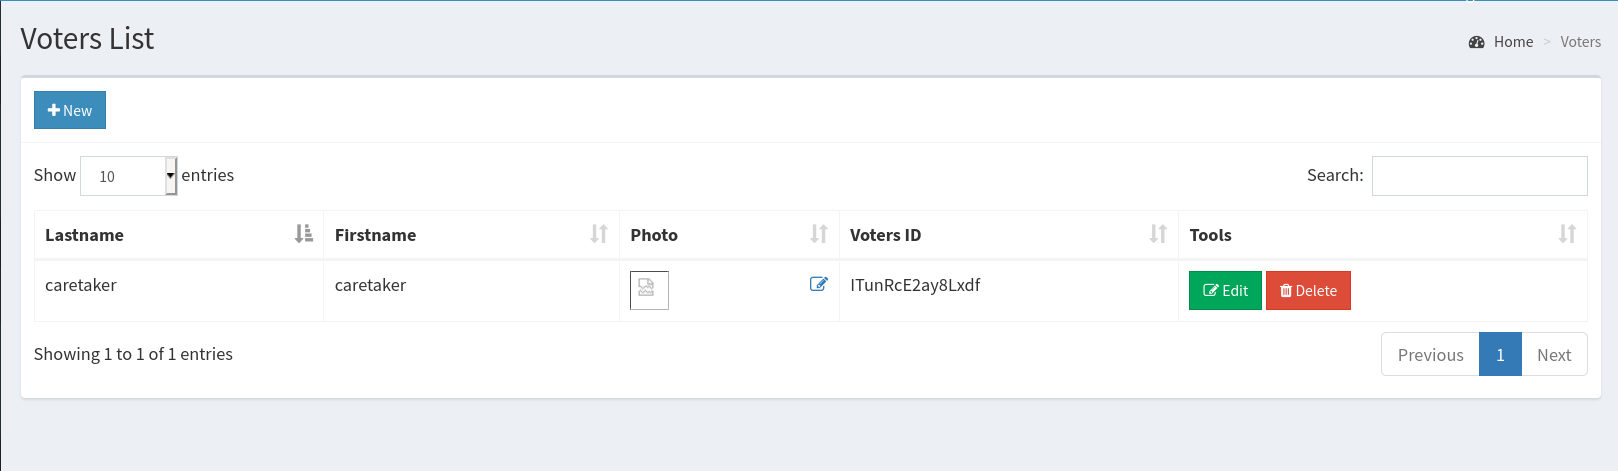 Voters List
Home > Voters
New
Show 10 entries
Search:
Lastname Firstname Photo Voters ID Tools
caretaker caretaker ITunRcE2ay8Lxdf Edit Delete
Showing 1 to 1 of 1 entries
Previous 1 Next